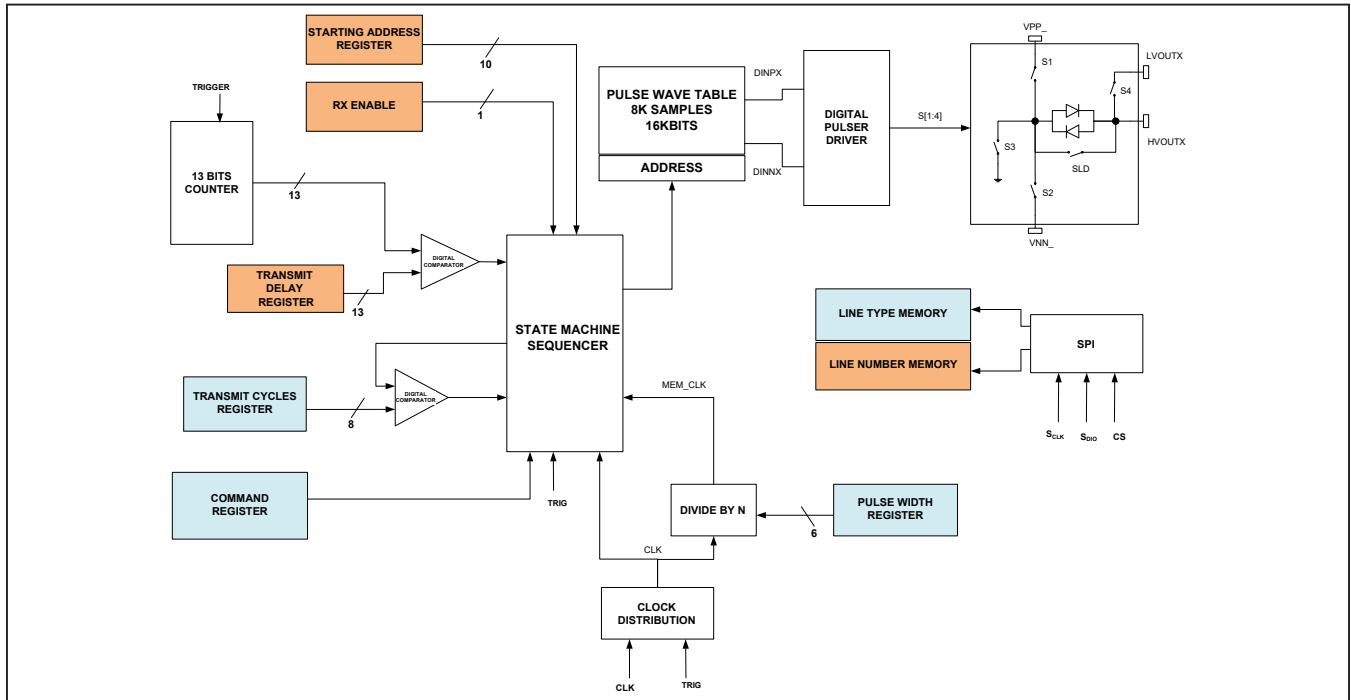 STARTING ADDRESS
REGISTER
10
RX ENABLE
1
TRIGGER
13 BITS
COUNTER
13
TRANSMIT
DELAY
REGISTER
13
DIGITAL
COMPARATOR
TRANSMIT CYCLES
REGISTER
8
DIGITAL
COMPARATOR
COMMAND
REGISTER
STATE MACHINE
SEQUENCER
TRIG
PULSE WAVE TABLE
8K SAMPLES
16KBITS
ADDRESS
DINPX
DINNX
DIGITAL
PULSER
DRIVER
S[1:4]
VPP_
S1
LVOUTX
S4
S3
HVOUTX
SLD
S2
VNN_
LINE TYPE MEMORY
LINE NUMBER MEMORY
SPI
SCLK
SDIO
CS
MEM_CLK
DIVIDE BY N
6
PULSE WIDTH
REGISTER
CLK
CLOCK
DISTRIBUTION
CLK
TRIG